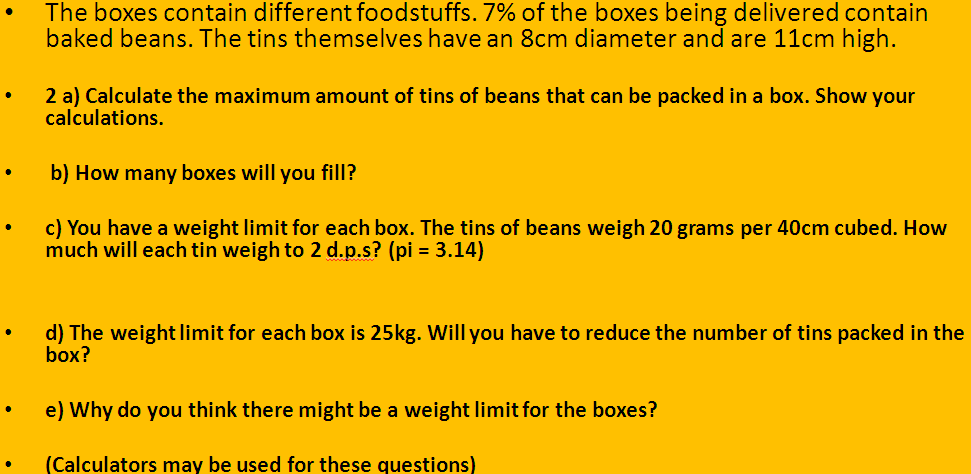 • The boxes contain different foodstuffs. 7% of the boxes being delivered contain
baked beans. The tins themselves have an 8cm diameter and are 11cm high.
• 2 a) Calculate the maximum amount of tins of beans that can be packed in a box. Show your
calculations.
• b) How many boxes will you fill?
• c) You have a weight limit for each box. The tins of beans weigh 20 grams per 40cm cubed. How
much will each tin weigh to 2 d.p.s? (pi = 3.14)
• d) The weight limit for each box is 25kg. Will you have to reduce the number of tins packed in the
box?
• e) Why do you think there might be a weight limit for the boxes?
• (Calculators may be used for these questions)